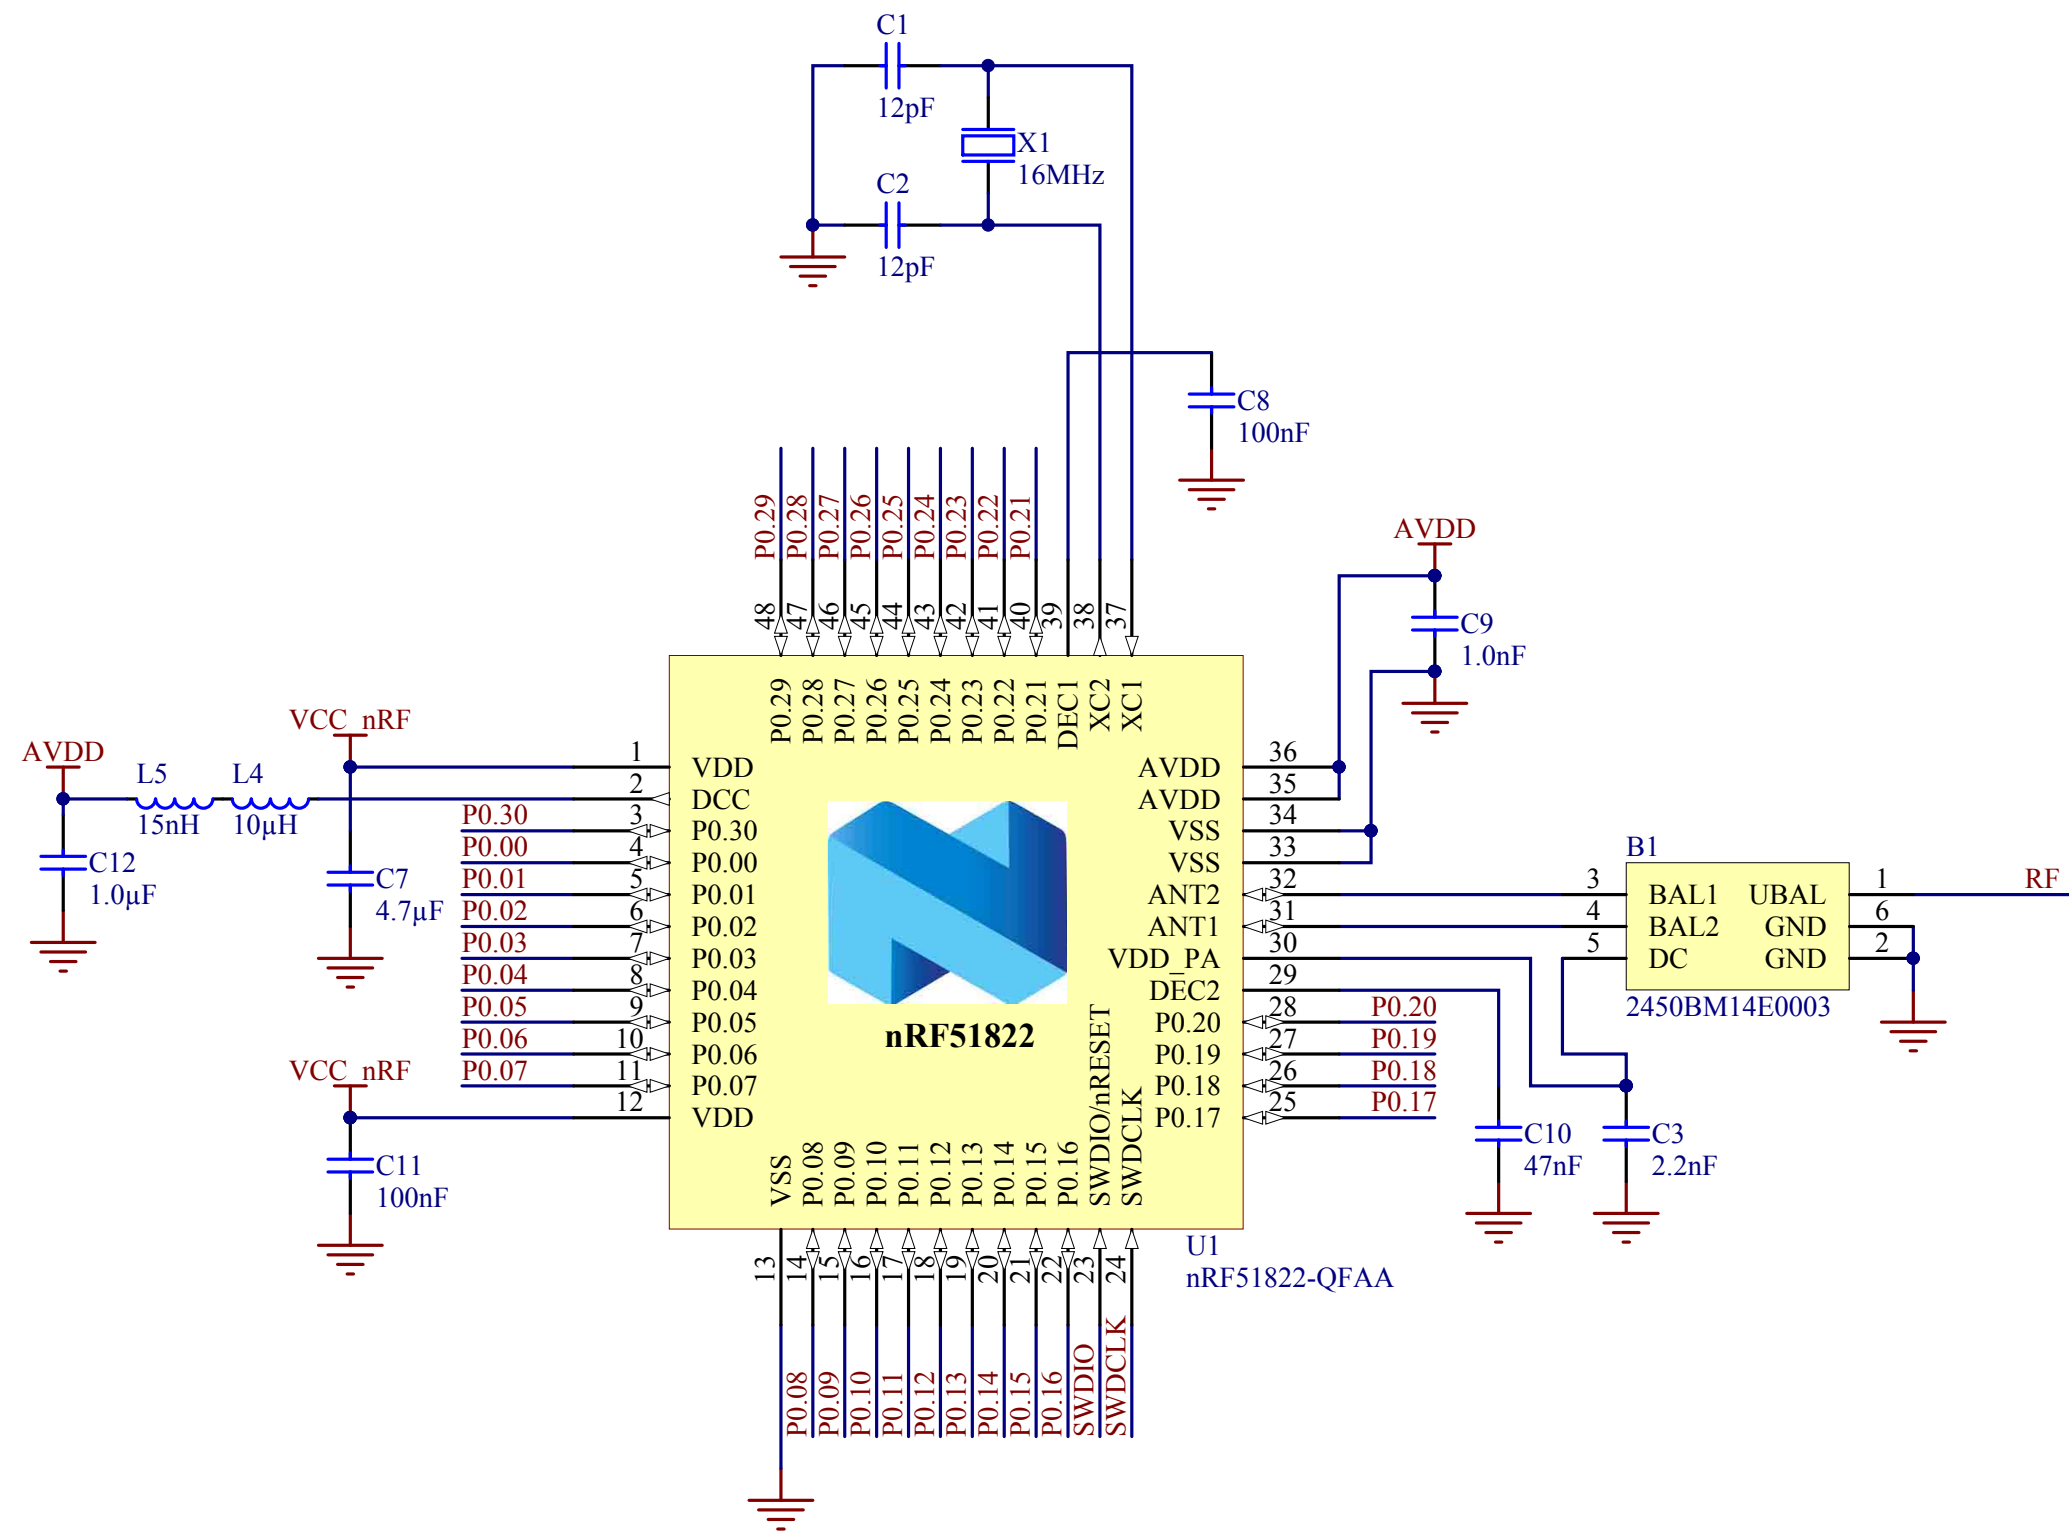 C1
12pF
X1
16MHz
C2
12pF
C8
100nF
P0.29
P0.28
P0.27
P0.26
P0.25
P0.24
P0.23
P0.22
P0.21
48
47
46
45
44
43
42
41
40
39
38
37
P0.29
P0.28
P0.27
P0.26
P0.25
P0.24
P0.23
P0.22
P0.21
DEC1
XC2
XC1
AVDD
C9
1.0nF
VCC_nRF
AVDD
L5
15nH
L4
10µH
C12
1.0µF
C7
4.7µF
VCC_nRF
C11
100nF
P0.30
P0.00
P0.01
P0.02
P0.03
P0.04
P0.05
P0.06
P0.07
1
2
3
4
5
6
7
8
9
10
11
12
VDD
DCC
P0.30
P0.00
P0.01
P0.02
P0.03
P0.04
P0.05
P0.06
P0.07
VDD
nRF51822
AVDD
AVDD
VSS
VSS
ANT2
ANT1
VDD_PA
DEC2
P0.20
P0.19
P0.18
P0.17
36
35
34
33
32
31
30
29
28
27
26
25
P0.20
P0.19
P0.18
P0.17
B1
3
4
5
BAL1
BAL2
DC
UBAL
GND
GND
1
6
2
RF
2450BM14E0003
C10
47nF
C3
2.2nF
VSS
P0.08
P0.09
P0.10
P0.11
P0.12
P0.13
P0.14
P0.15
P0.16
SWDIO/nRESET
SWDCLK
13
14
15
16
17
18
19
20
21
22
23
24
U1
nRF51822-QFAA
P0.08
P0.09
P0.10
P0.11
P0.12
P0.13
P0.14
P0.15
P0.16
SWDIO
SWDCLK